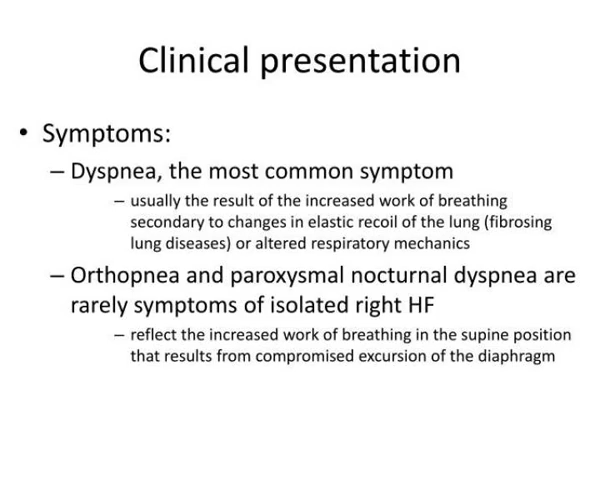 Clinical presentation
• Symptoms:
– Dyspnea, the most common symptom
– usually the result of the increased work of breathing
secondary to changes in elastic recoil of the lung (fibrosing
lung diseases) or altered respiratory mechanics
– Orthopnea and paroxysmal nocturnal dyspnea are
rarely symptoms of isolated right HF
– reflect the increased work of breathing in the supine position
that results from compromised excursion of the diaphragm